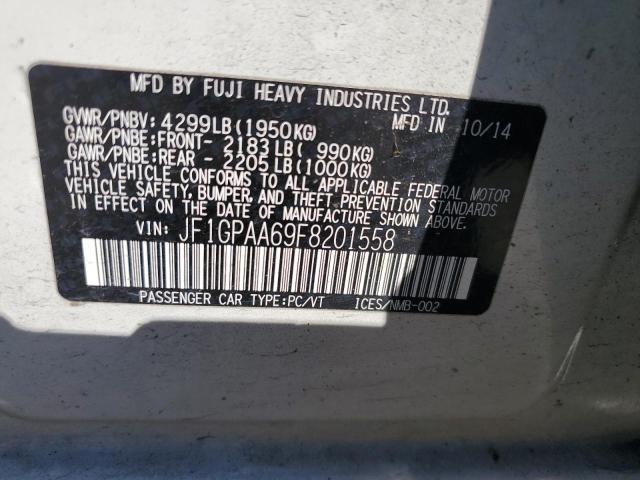 MFD BY FUJI HEAVY INDUSTRIES LTD.
GVWR/PNBV: 4299LB(1950KG) MFD IN 10/14
GAWR/PNBE:FRONT- 2183LB( 990KG)
GAWR/PNBE:REAR - 2205LB(1000KG)
THIS VEHICLE CONFORMS TO ALL APPLICABLE FEDERAL MOTOR
VEHICLE SAFETY, BUMPER, AND THEFT PREVENTION STANDARDS
IN EFFECT ON THE DATE OF MANUFACTURE SHOWN ABOVE.
VIN: JF1GPAA69F8201558
PASSENGER CAR TYPE:PC/VT ICES/NMB-002